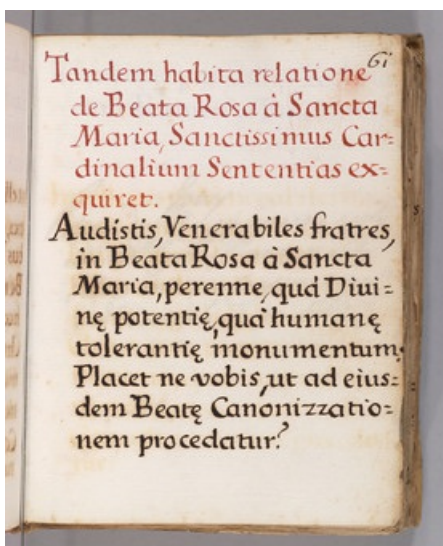 61
Tandem habita relatione
de Beata Rosa à Sancta
Maria, Sanctissimus Car=
dinalium Sententias ex=
quiret.
Audistis, Venerabiles fratres,
in Beata Rosa à Sancta
Maria, perenne, quà Diui=
nę potentię, quà humanę
tolerantię monumentum.
Placet ne vobis, ut ad eius=
dem Beatę Canonizzatio=
nem procedatur?